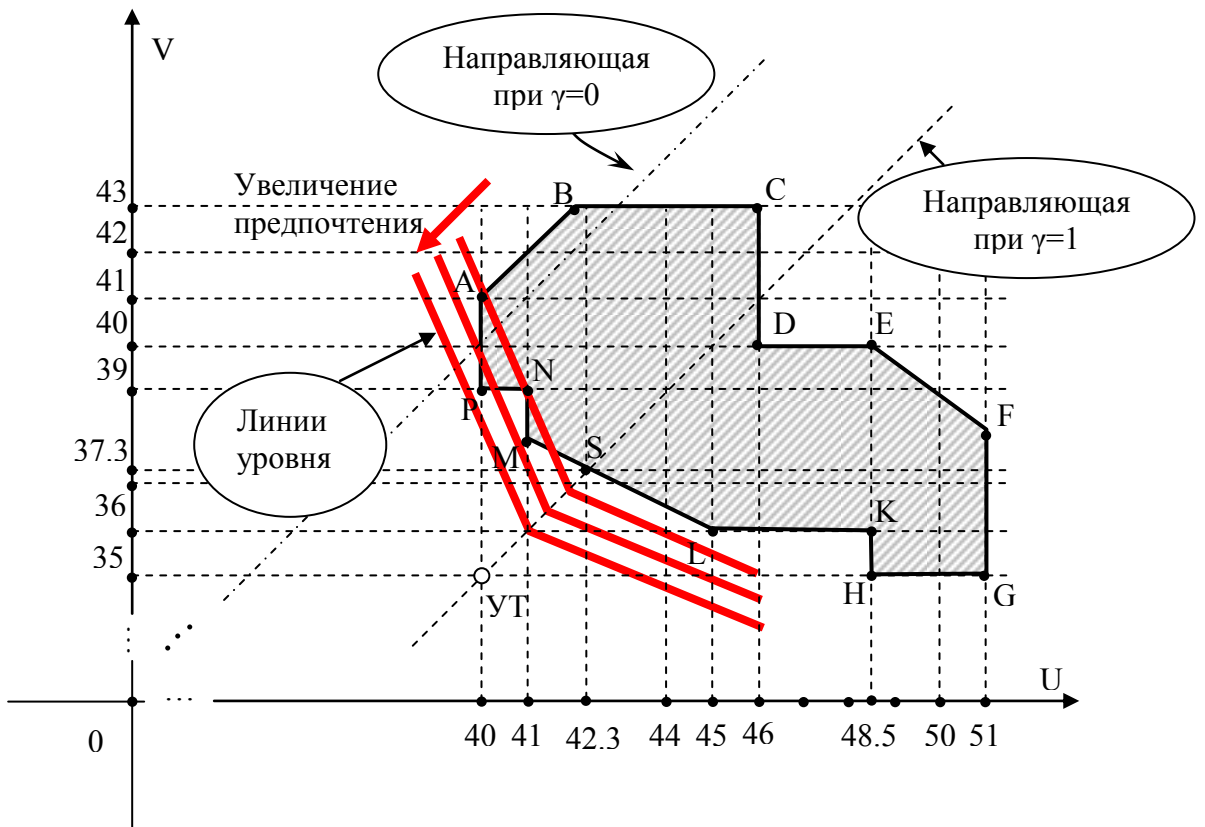 V
Направляющая
при γ=0
Увеличение
предпочтения
Направляющая
при γ=1
43
42
41
40
39
37.3
36
35
B
C
A
D
E
N
P
F
M
S
K
L
H
G
УТ
Линии
уровня
U
0
...
40 41 42.3 44 45 46 48.5 50 51